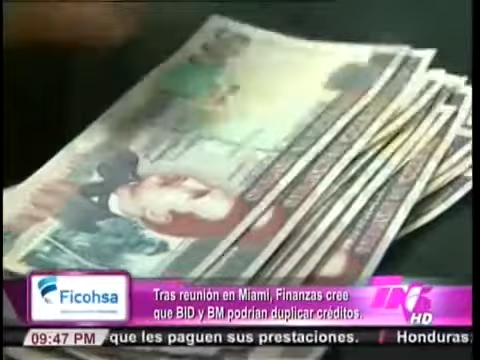 Ficohsa
Tras reunión en Miami, Finanzas cree
que BID y BM podrían duplicar créditos.
HD
09:47 PM
que les paguen sus prestaciones.
Honduras